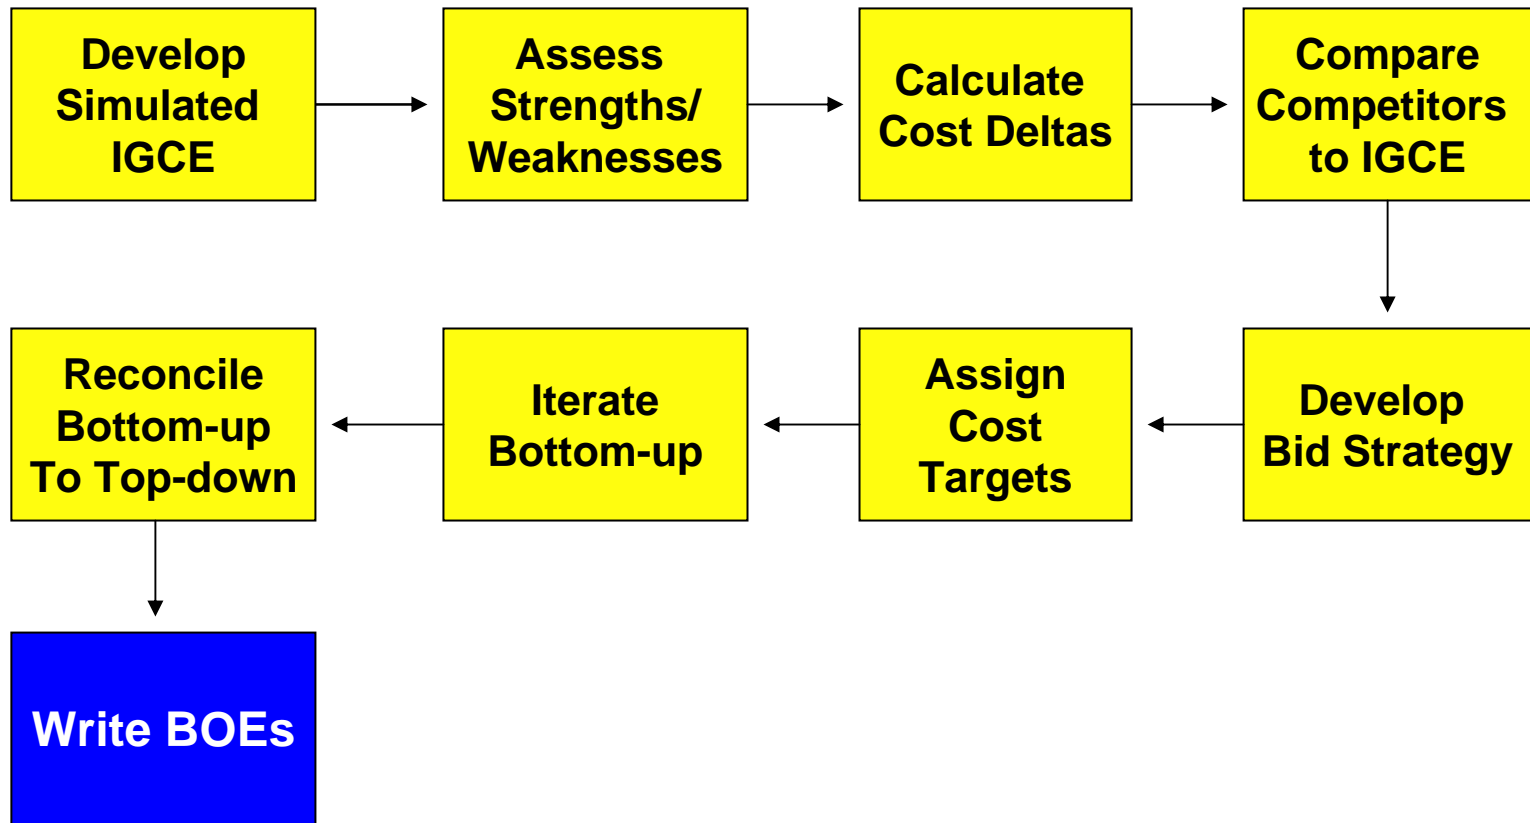 Develop
Simulated
IGCE
Assess
Strengths/
Weaknesses
Calculate
Cost Deltas
Compare
Competitors
to IGCE
Develop
Bid Strategy
Assign
Cost
Targets
Iterate
Bottom-up
Reconcile
Bottom-up
To Top-down
Write BOEs